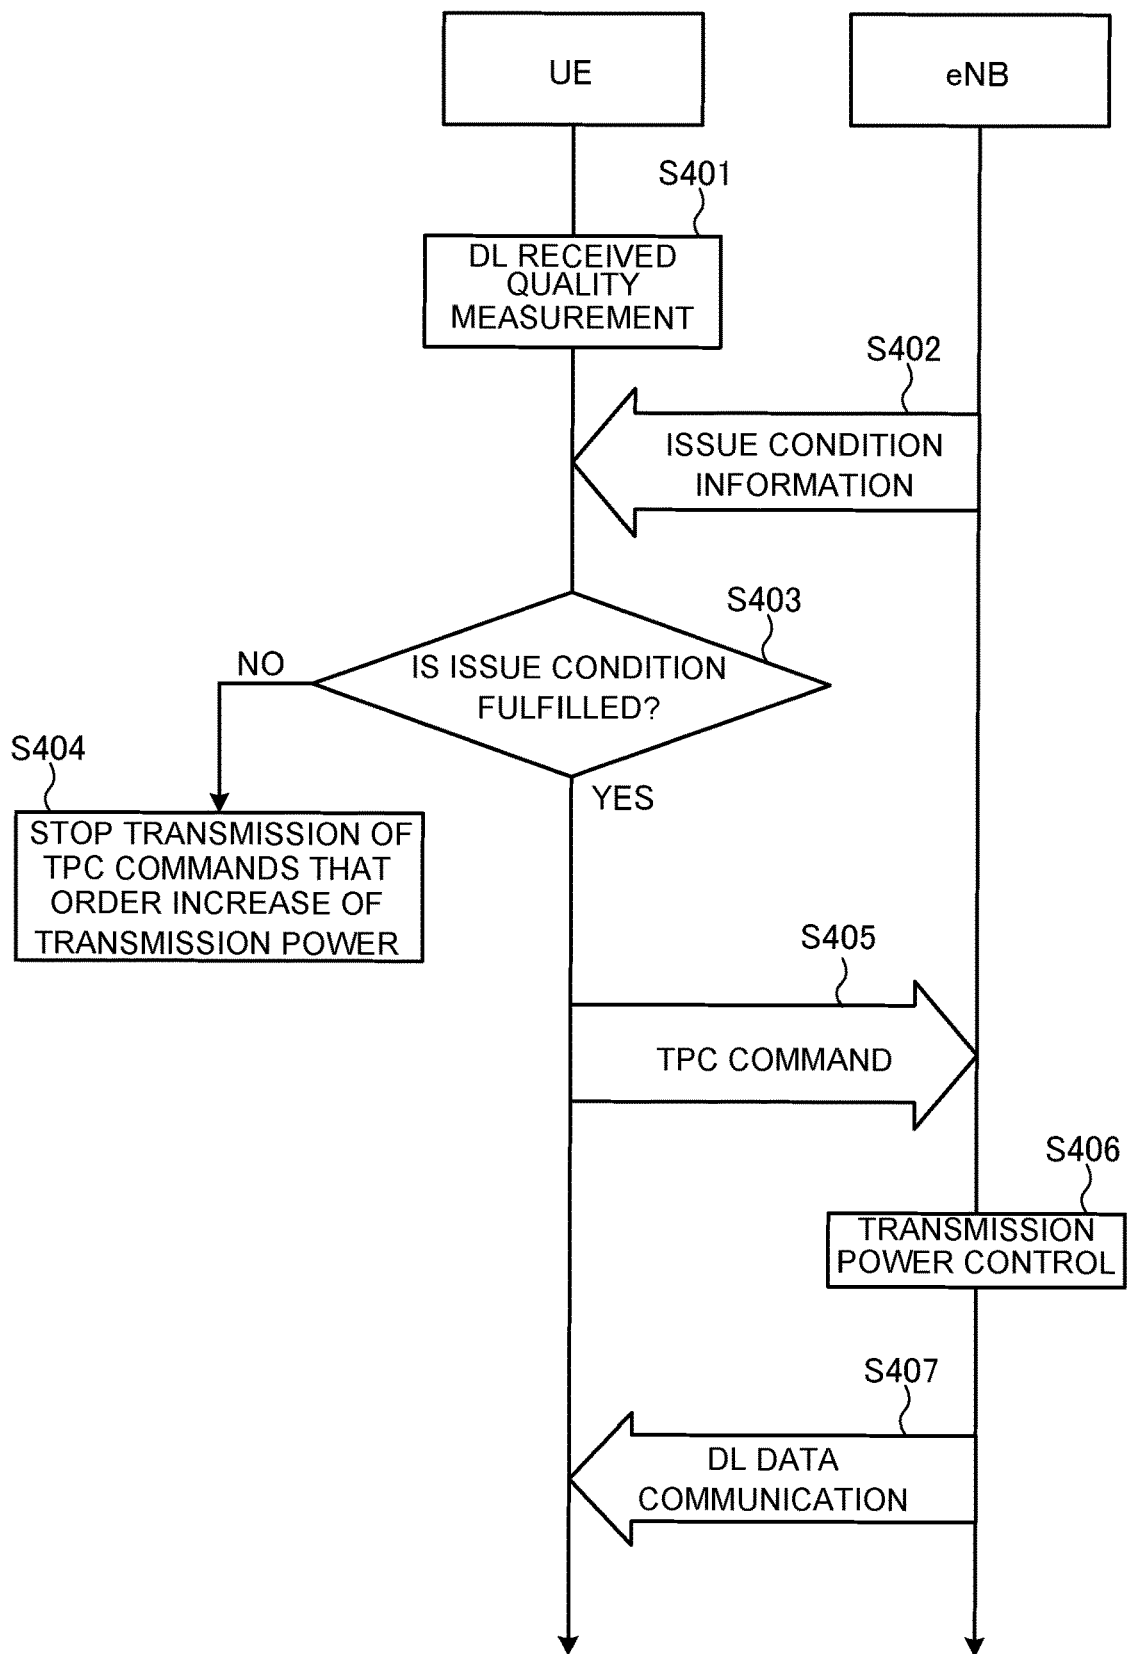 UE
eNB
S401
DL RECEIVED
QUALITY
MEASUREMENT
S402
ISSUE CONDITION
INFORMATION
S403
IS ISSUE CONDITION
FULFILLED?
NO
YES
S404
STOP TRANSMISSION OF
TPC COMMANDS THAT
ORDER INCREASE OF
TRANSMISSION POWER
S405
TPC COMMAND
S406
TRANSMISSION
POWER CONTROL
S407
DL DATA
COMMUNICATION